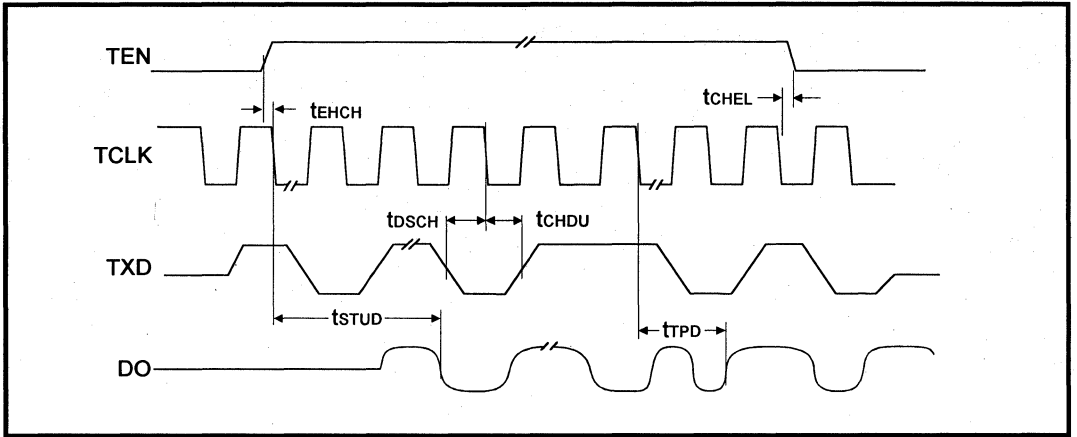 TEN
tCHEL
tEHCH
TCLK
tDSCH
tCHDU
TXD
tSTUD
tTPD
DO